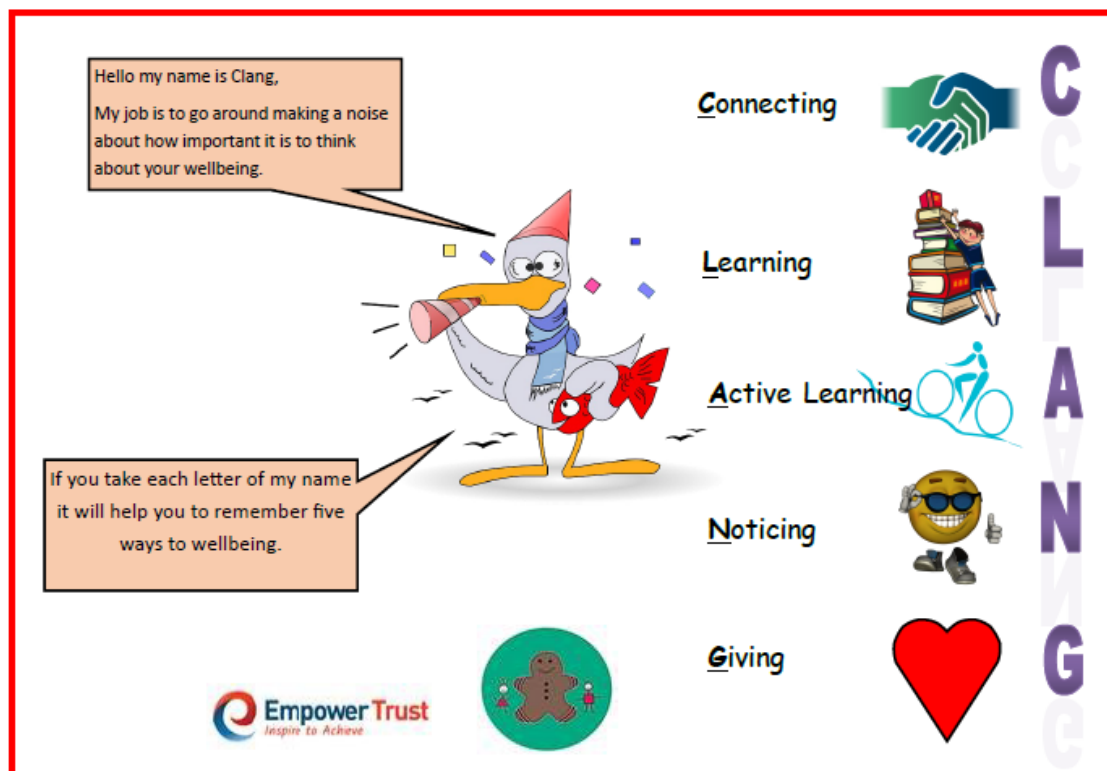 Hello my name is Clang,
My job is to go around making a noise
about how important it is to think
about your wellbeing.
If you take each letter of my name
it will help you to remember five
ways to wellbeing.
Connecting
Learning
Active Learning
Noticing
Giving
C
L
A
N
G
Empower Trust
Inspire to Achieve